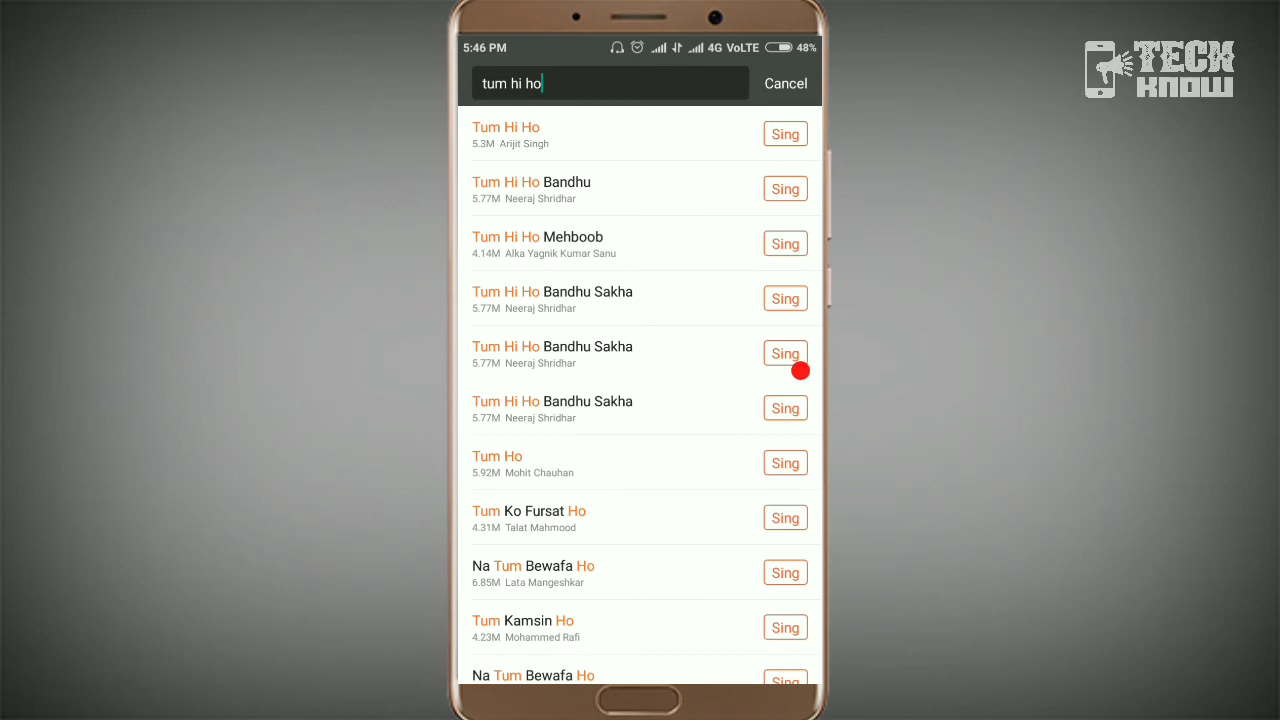 5:46 PM 4G VoLTE 48%
TECH
KNOW
tum hi ho Cancel
Tum Hi Ho
5.3M Arijit Singh
Sing
Tum Hi Ho Bandhu
5.77M Neeraj Shridhar
Sing
Tum Hi Ho Mehboob
4.14M Alka Yagnik Kumar Sanu
Sing
Tum Hi Ho Bandhu Sakha
5.77M Neeraj Shridhar
Sing
Tum Hi Ho Bandhu Sakha
5.77M Neeraj Shridhar
Sing
Tum Hi Ho Bandhu Sakha
5.77M Neeraj Shridhar
Sing
Tum Ho
5.92M Mohit Chauhan
Sing
Tum Ko Fursat Ho
4.31M Talat Mahmood
Sing
Na Tum Bewafa Ho
6.85M Lata Mangeshkar
Sing
Tum Kamsin Ho
4.23M Mohammed Rafi
Sing
Na Tum Bewafa Ho
Sing